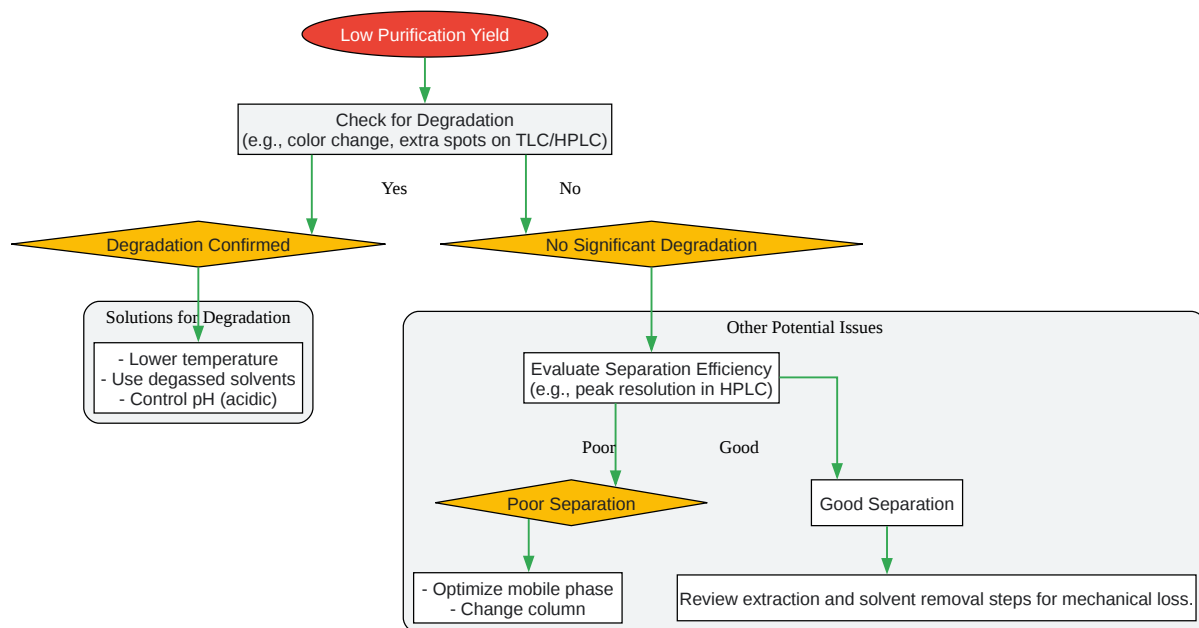 Low Purification Yield
Check for Degradation
(e.g., color change, extra spots on TLC/HPLC)
Yes
No
Degradation Confirmed
No Significant Degradation
Solutions for Degradation
- Lower temperature
- Use degassed solvents
- Control pH (acidic)
Other Potential Issues
Evaluate Separation Efficiency
(e.g., peak resolution in HPLC)
Poor
Good
Poor Separation
Good Separation
- Optimize mobile phase
- Change column
Review extraction and solvent removal steps for mechanical loss.